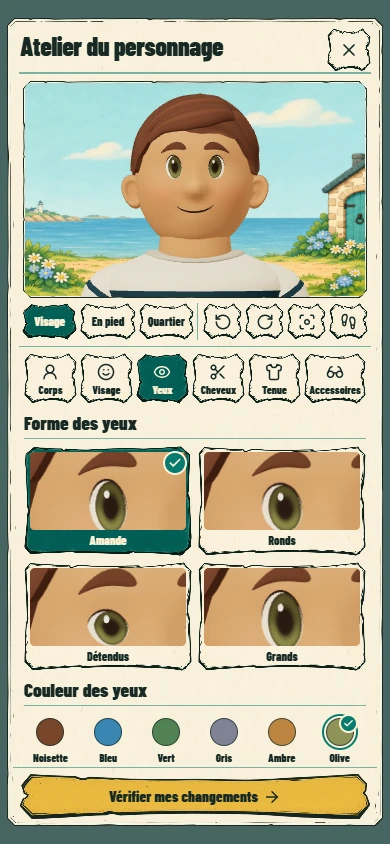 Atelier du personnage
Visage En pied Quartier
Corps Visage Yeux Cheveux Tenue Accessoires
Forme des yeux
Amande Ronds
Détendus Grands
Couleur des yeux
Noisette Bleu Vert Gris Ambre Olive
Vérifier mes changements →